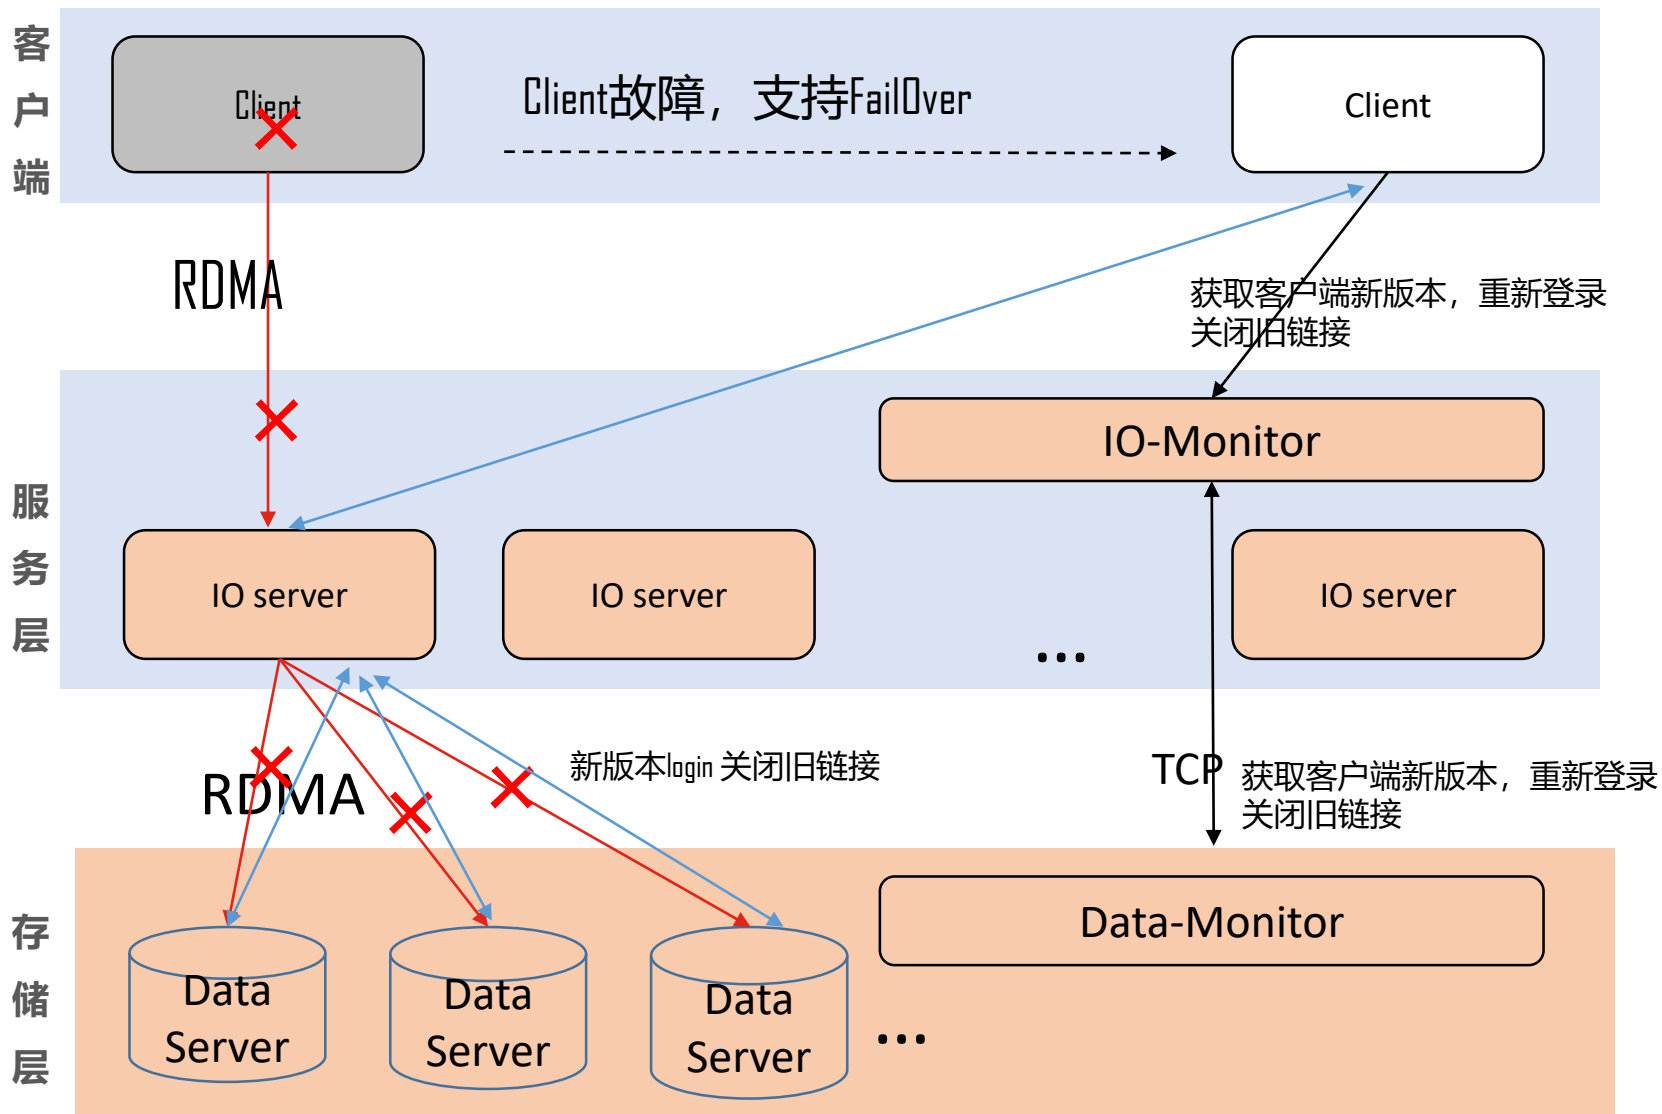 客户端
Client
Client故障，支持FailOver
Client
RDMA
获取客户端新版本，重新登录
关闭旧链接
服务层
IO-Monitor
IO server
IO server
...
IO server
RDMA
新版本login 关闭旧链接
TCP
获取客户端新版本，重新登录
关闭旧链接
存储层
Data-Monitor
Data
Server
Data
Server
Data
Server
...